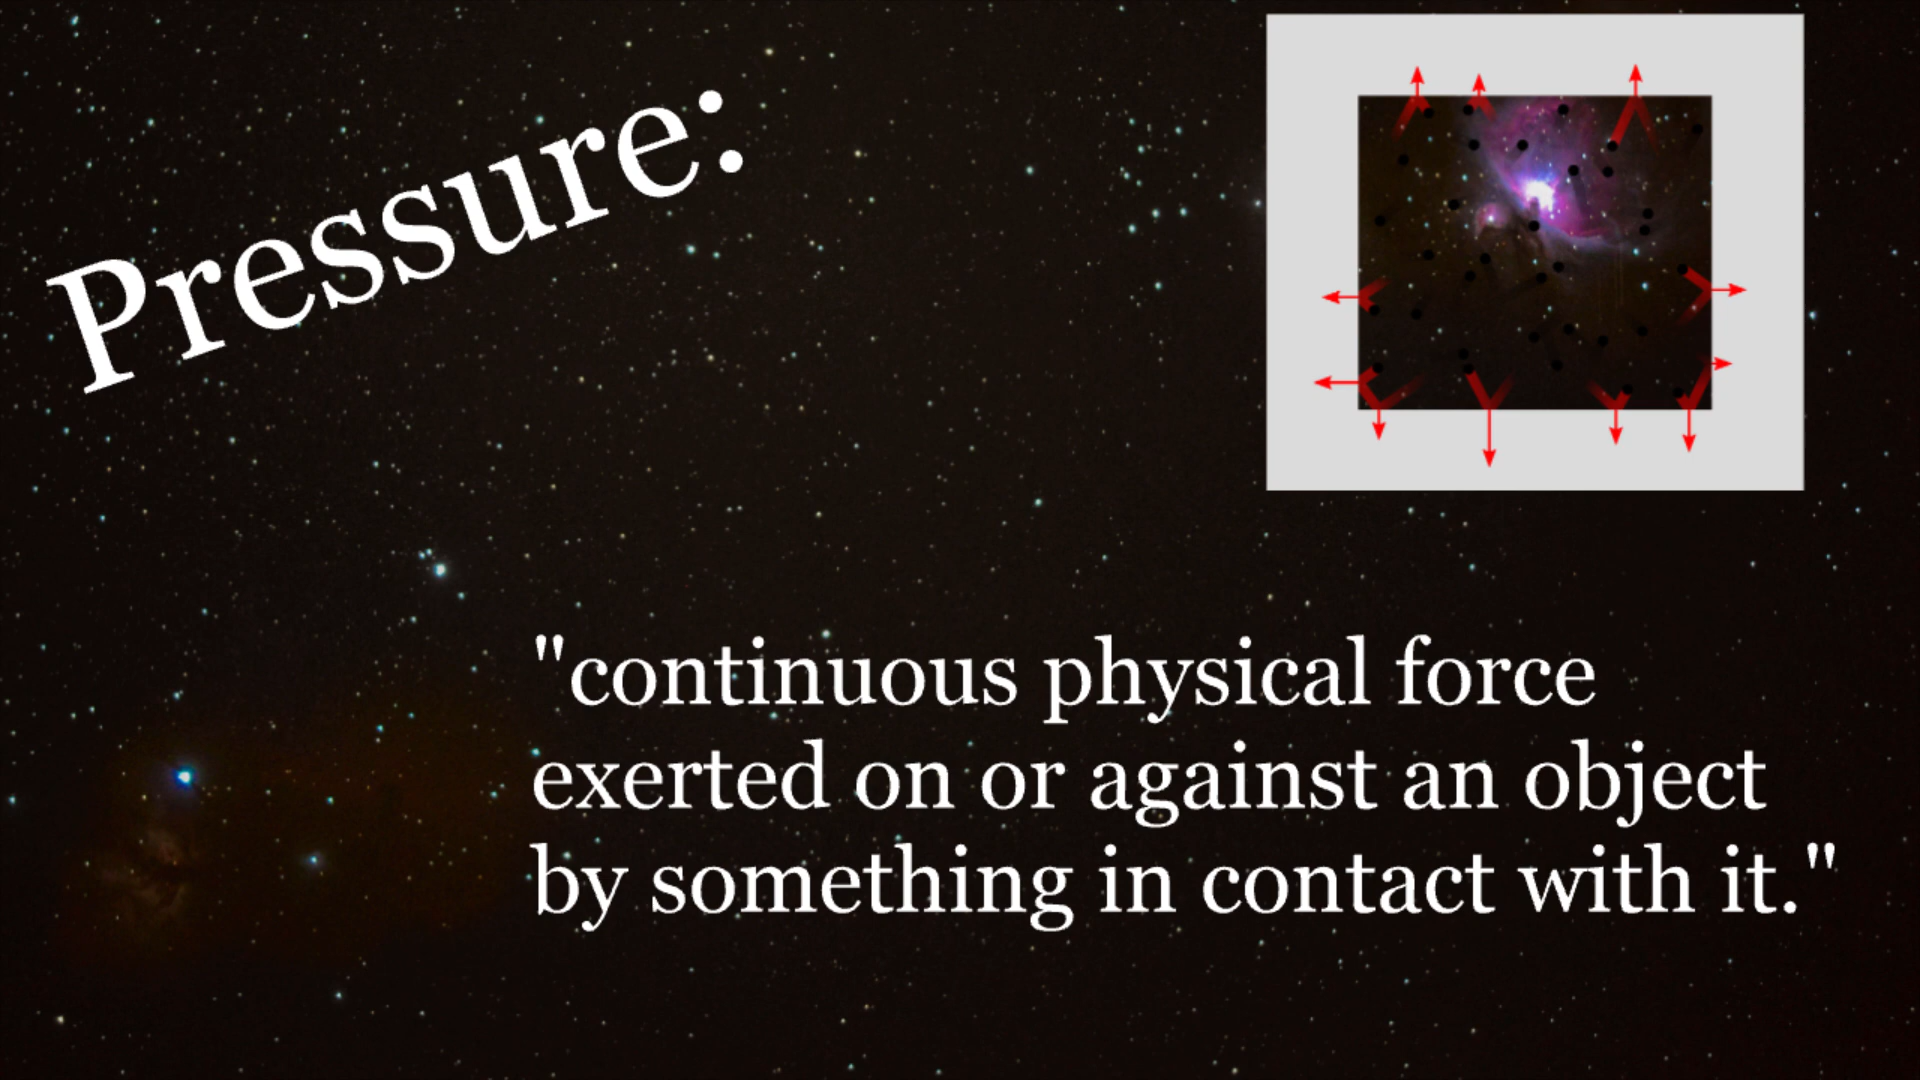 Pressure:
"continuous physical force
exerted on or against an object
by something in contact with it."